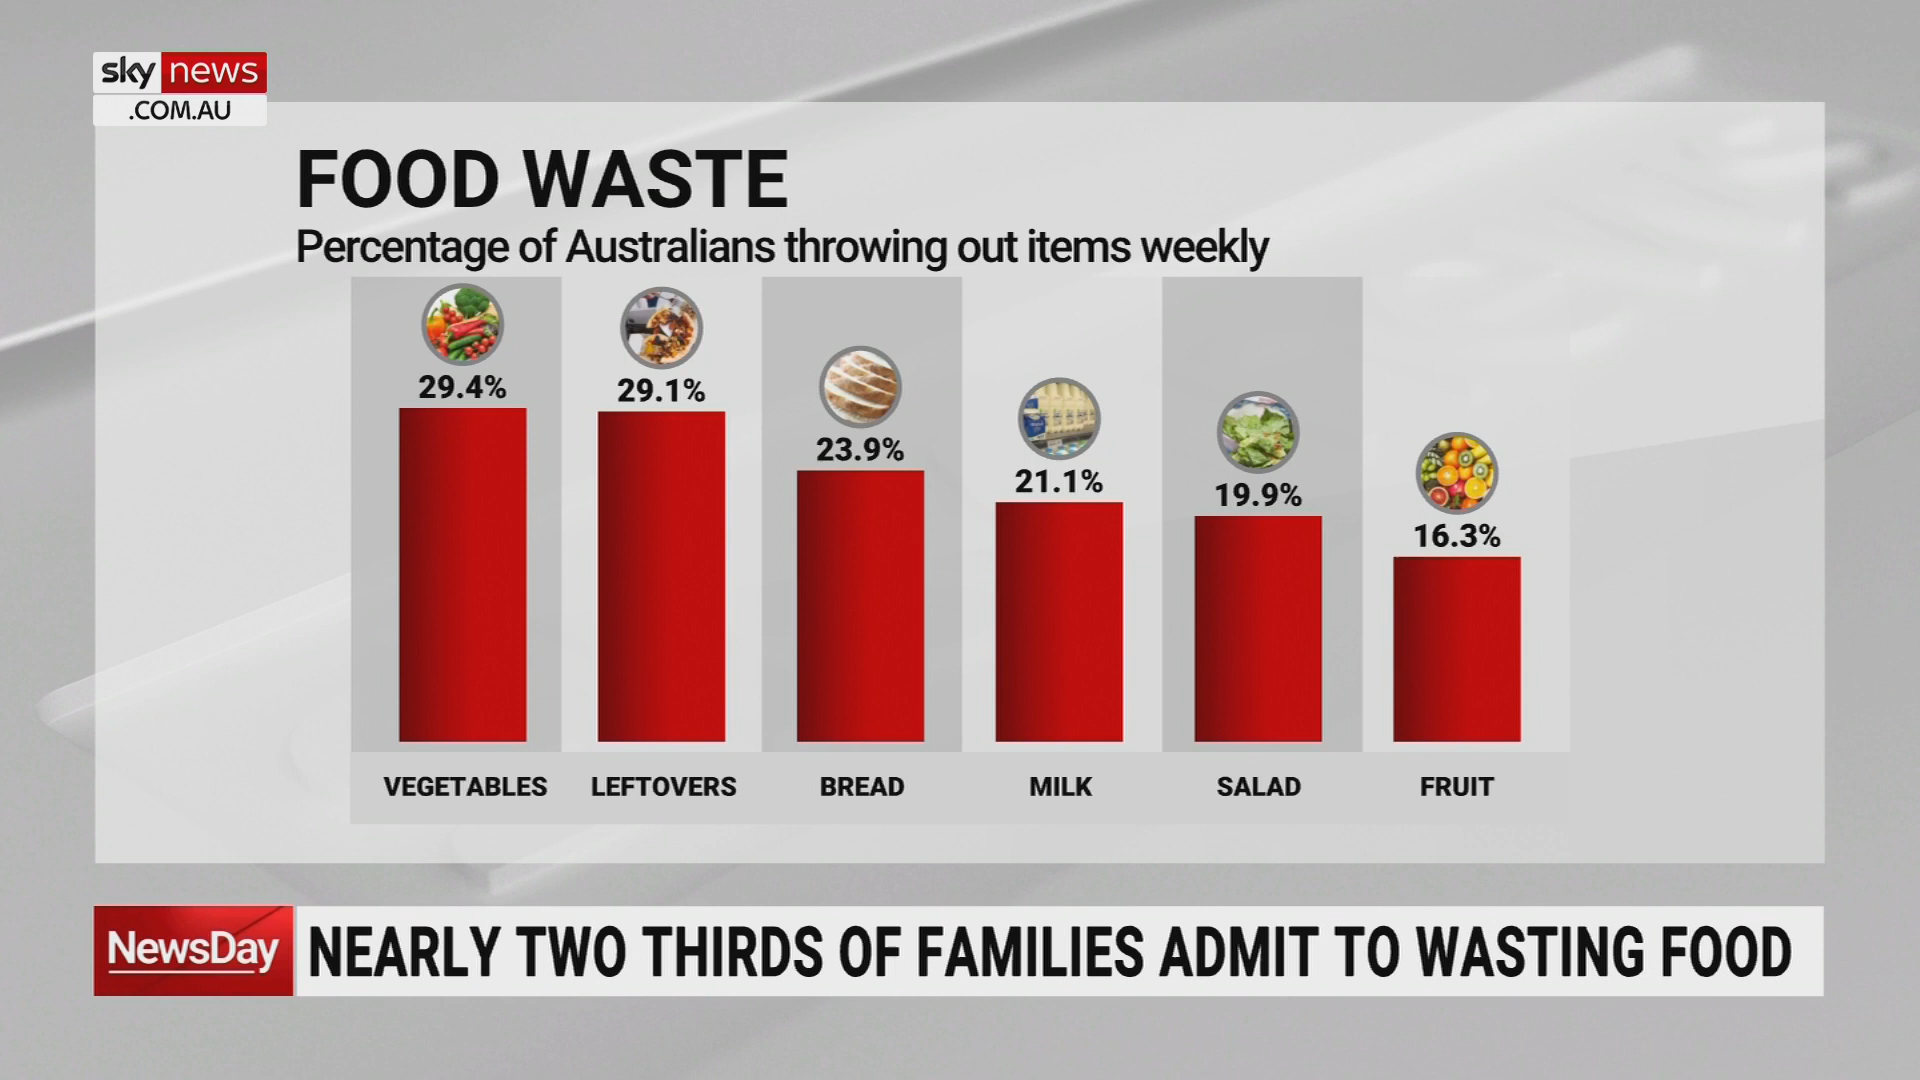 sky news
.COM.AU
FOOD WASTE
Percentage of Australians throwing out items weekly
29.4%
29.1%
23.9%
21.1%
19.9%
16.3%
VEGETABLES
LEFTOVERS
BREAD
MILK
SALAD
FRUIT
NewsDay
NEARLY TWO THIRDS OF FAMILIES ADMIT TO WASTING FOOD